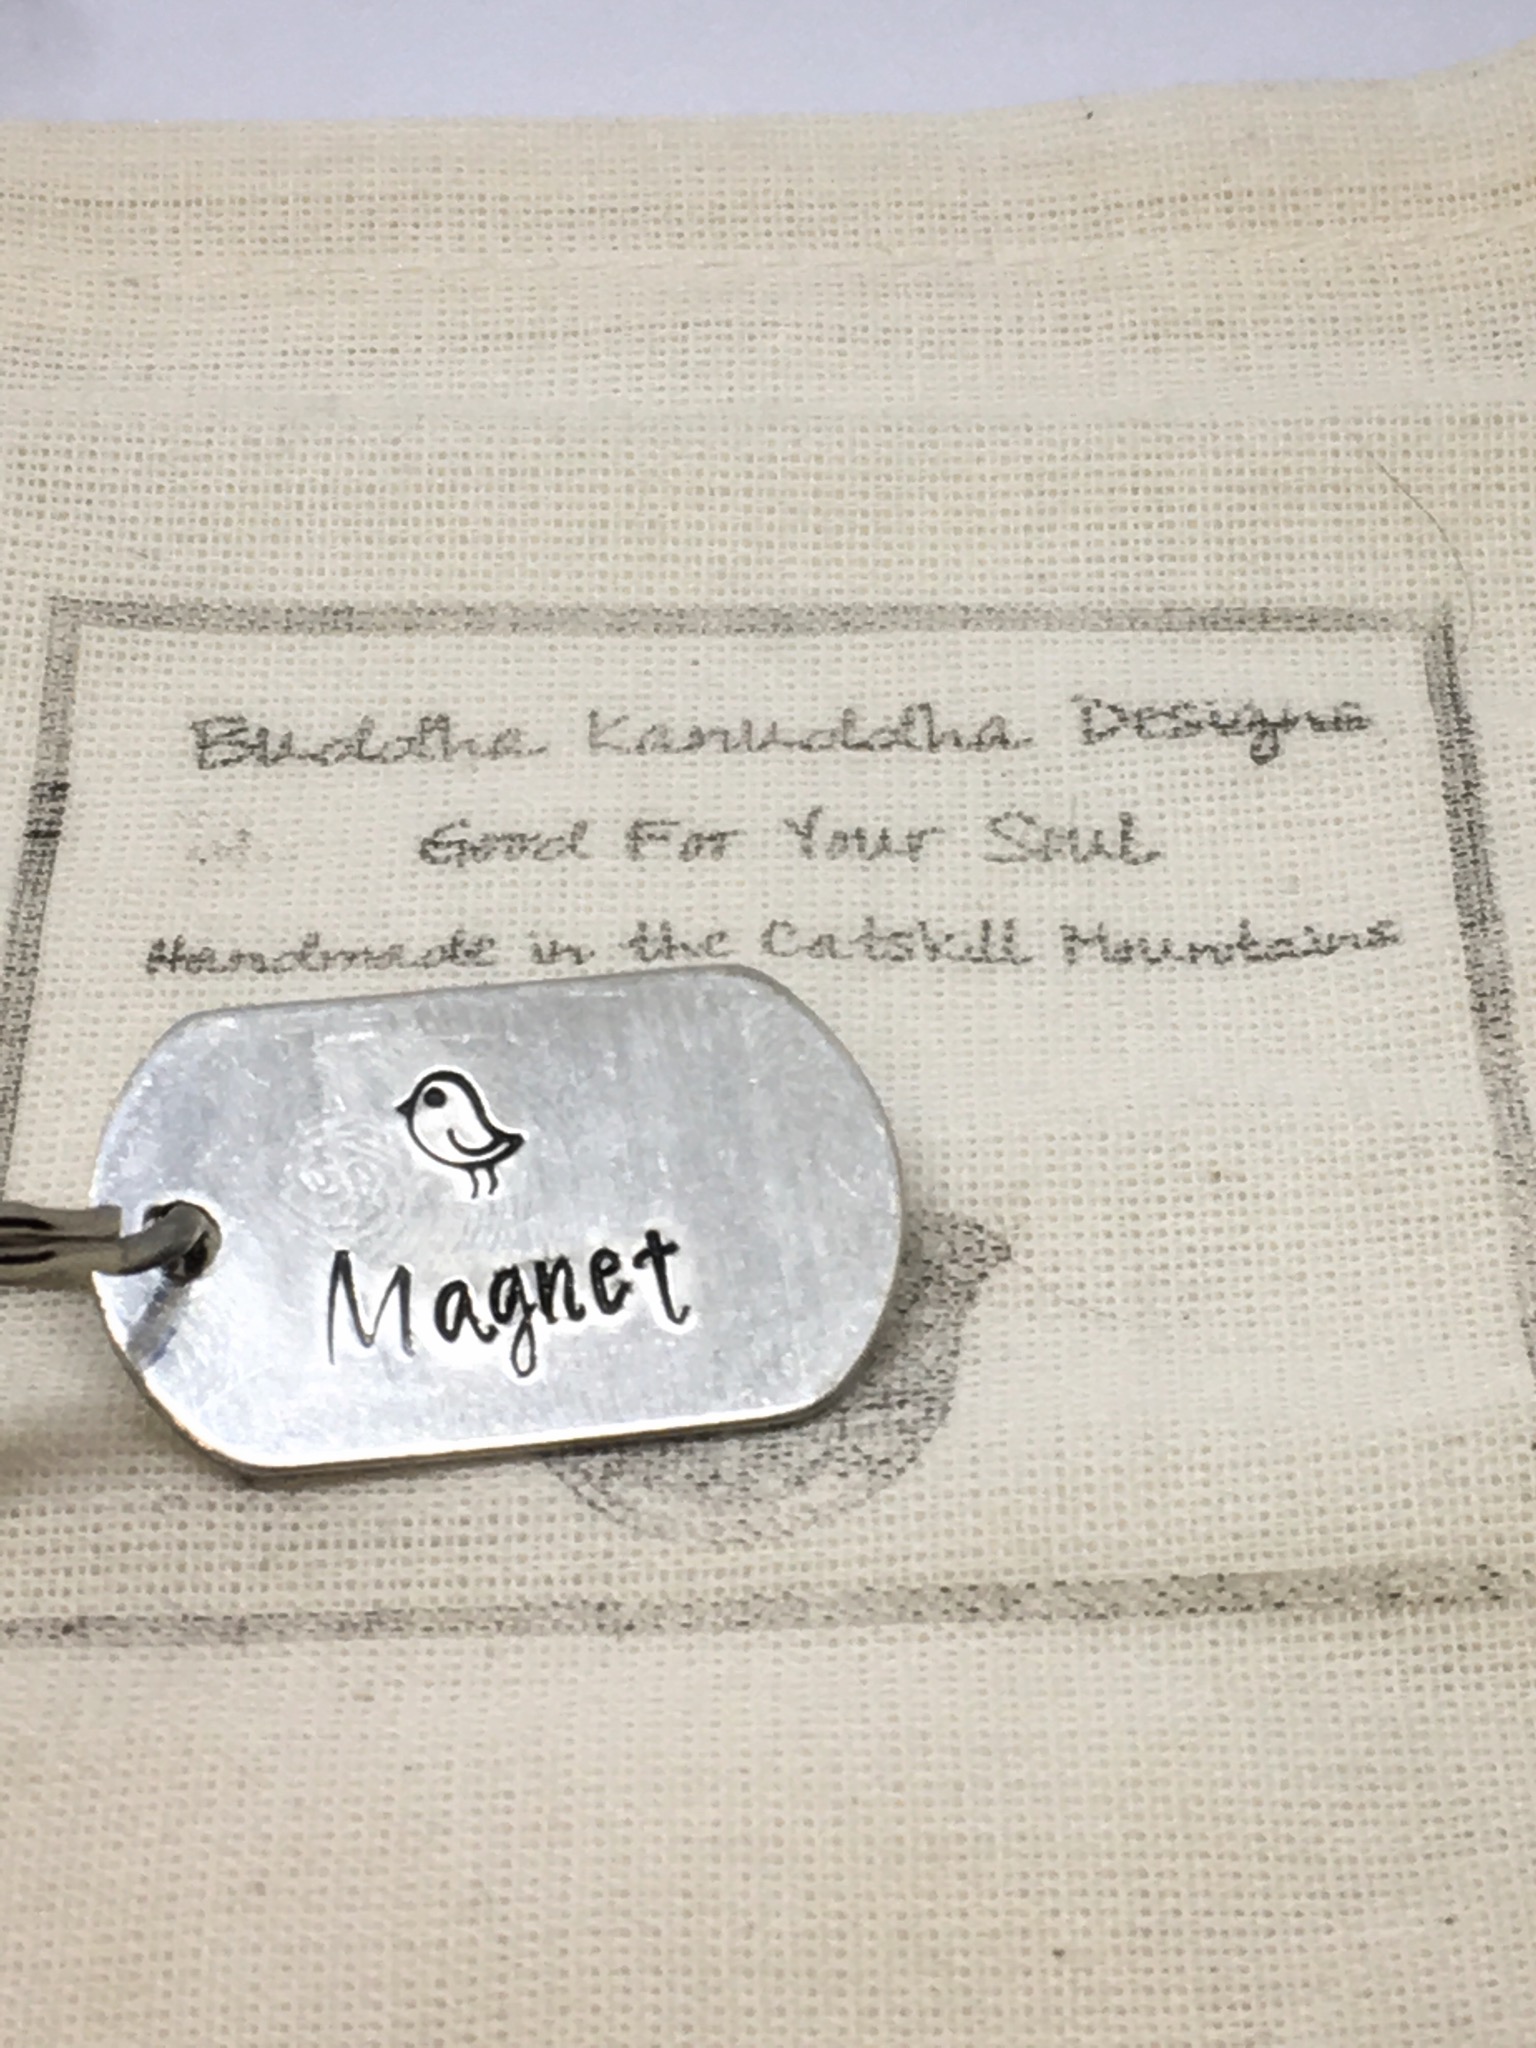 Buddha Kanuddha Designs
Good For Your Soul
Handmade in the Catskill Mountains
Magnet